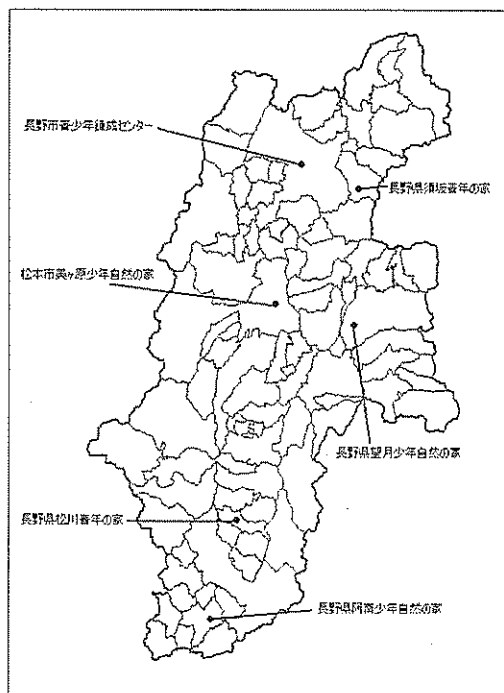 長野市青少年錬成センター
長野県須坂青年の家
松本市美ヶ原少年自然の家
長野県望月少年自然の家
長野県松川青年の家
長野県阿南少年自然の家